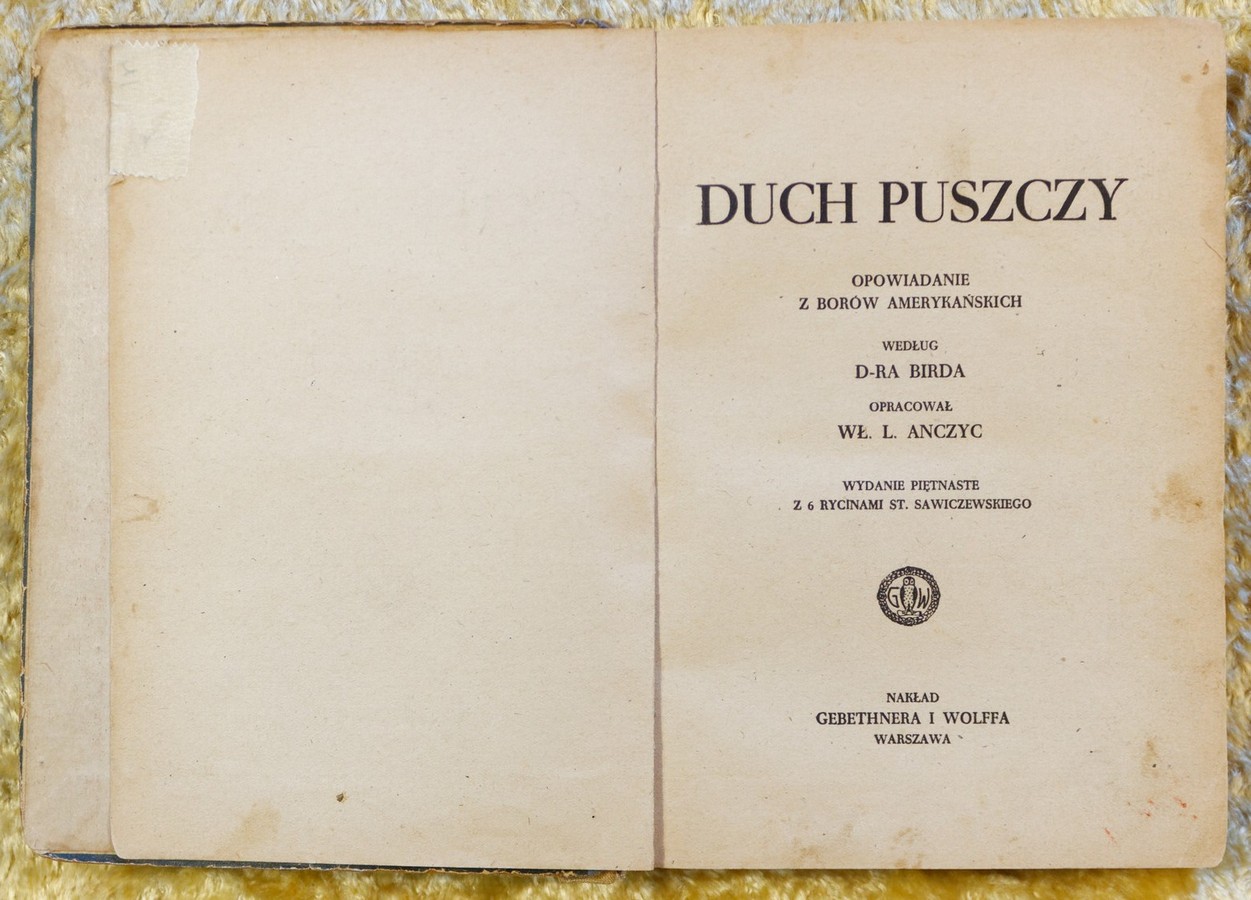 DUCH PUSZCZY
OPOWIADANIE
Z BORÓW AMERYKAŃSKICH
WEDŁUG
D-RA BIRDA
OPRACOWAŁ
WŁ. L. ANCZYC
WYDANIE PIĘTNASTE
Z 6 RYCINAMI ST. SAWICZEWSKIEGO
G W
NAKŁAD
GEBETHNERA I WOLFFA
WARSZAWA